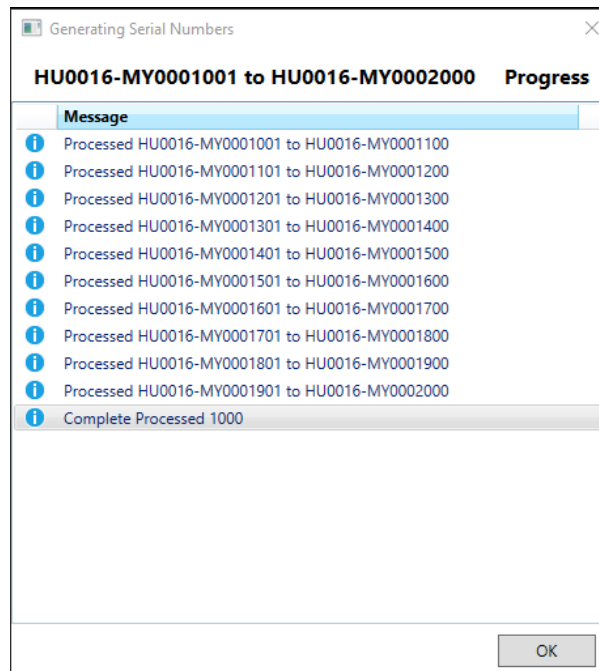 Generating Serial Numbers
HU0016-MY0001001 to HU0016-MY0002000 Progress
Message
Processed HU0016-MY0001001 to HU0016-MY0001100
Processed HU0016-MY0001101 to HU0016-MY0001200
Processed HU0016-MY0001201 to HU0016-MY0001300
Processed HU0016-MY0001301 to HU0016-MY0001400
Processed HU0016-MY0001401 to HU0016-MY0001500
Processed HU0016-MY0001501 to HU0016-MY0001600
Processed HU0016-MY0001601 to HU0016-MY0001700
Processed HU0016-MY0001701 to HU0016-MY0001800
Processed HU0016-MY0001801 to HU0016-MY0001900
Processed HU0016-MY0001901 to HU0016-MY0002000
Complete Processed 1000
OK